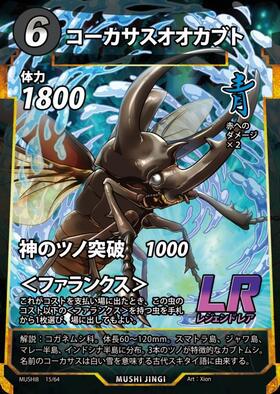 6 コーカサスオオカブト
体力
1800
青
赤への
ダメージ
×2
神のツノ突破 1000
＜ファランクス＞
これがコストを支払い場に出たとき、この虫の
コスト以下の＜ファランクス＞を持つ虫を手札
から1枚選び、場に出してもよい。
LR
レジェンドレア
解説：コガネムシ科。体長60～120mm。スマトラ島、ジャワ島、
マレー半島、インドシナ半島に分布。3本のツノが特徴的なカブトムシ。
名前のコーカサスは白い雪を意味する古代スキタイ語に由来する。
MUSHIB 15/64 MUSHI JINGI Art : Xion